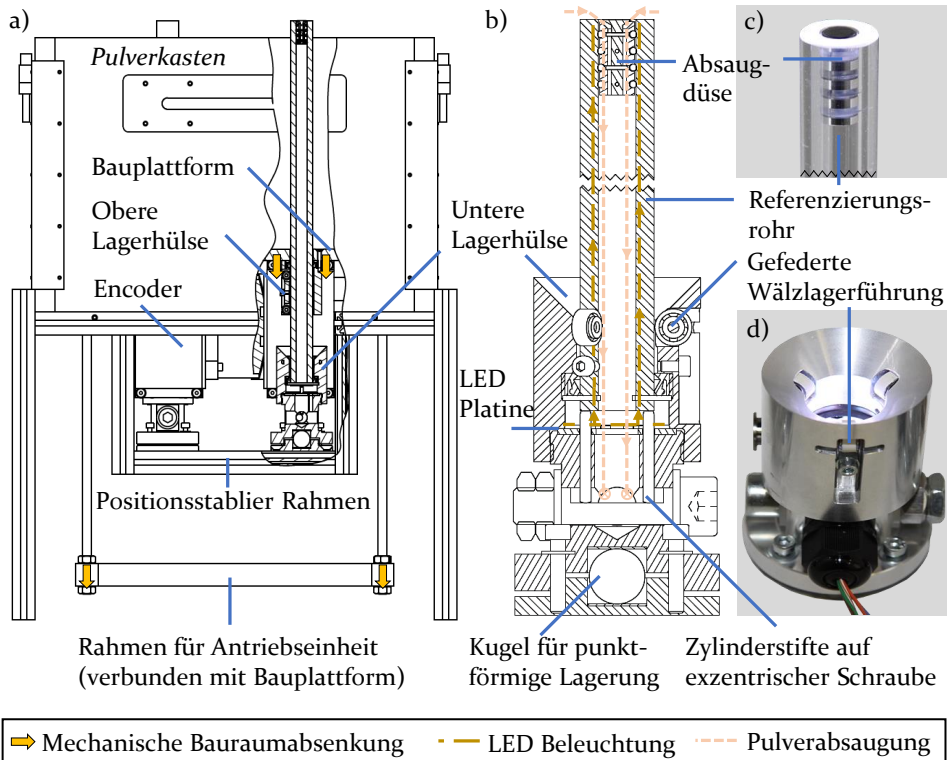 a)
Pulverkasten
Bauplattform
Obere
Lagerhülse
Encoder
Untere
Lagerhülse
Positionsstablier Rahmen
Rahmen für Antriebseinheit
(verbunden mit Bauplattform)
b)
Absaug-
düse
LED
Platine
Kugel für punkt-
förmige Lagerung
c)
Referenzierungs-
rohr
Gefederte
Wälzlagerführung
d)
Zylinderstifte auf
exzentrischer Schraube
Mechanische Bauraumabsenkung
LED Beleuchtung
Pulverabsaugung